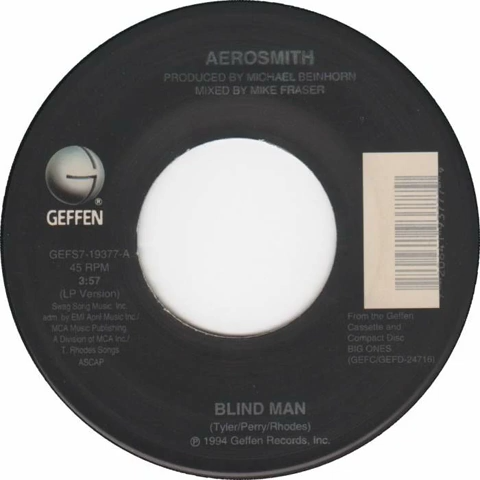 AEROSMITH
PRODUCED BY MICHAEL BEINHORN
MIXED BY MIKE FRASER
G
®
GEFFEN
GEFS7-19377-A
45 RPM
3:57
(LP Version)
Swag Song Music, Inc.
adm. by EMI April Music Inc./
MCA Music Publishing
A Division of MCA Inc./
T. Rhodes Songs
ASCAP
From the Geffen
Cassette and
Compact Disc
BIG ONES
(GEFC/GEFD-24716)
BLIND MAN
(Tyler/Perry/Rhodes)
℗ 1994 Geffen Records, Inc.